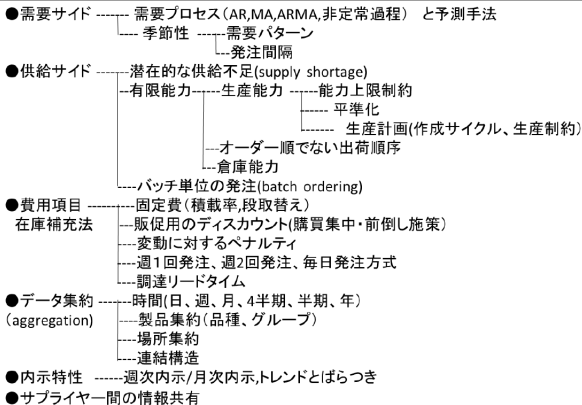 ●需要サイド ------- 需要プロセス(AR,MA,ARMA,非定常過程) と予測手法
---- 季節性 ------需要パターン
-----発注間隔
●供給サイド --------潜在的な供給不足(supply shortage)
----有限能力------生産能力 ------能力上限制約
------ 平準化
------- 生産計画(作成サイクル、生産制約)
---オーダー順でない出荷順序
----倉庫能力
----バッチ単位の発注(batch ordering)
●費用項目 ----------固定費(積載率,段取替え)
在庫補充法 ----販促用のディスカウント(購買集中・前倒し施策)
----変動に対するペナルティ
----週1回発注、週2回発注、毎日発注方式
----調達リードタイム
●データ集約 -------時間(日、週、月、4半期、半期、年)
(aggregation) ----製品集約(品種、グループ)
----場所集約
----連結構造
●内示特性 ------週次内示/月次内示,トレンドとばらつき
●サプライヤー間の情報共有